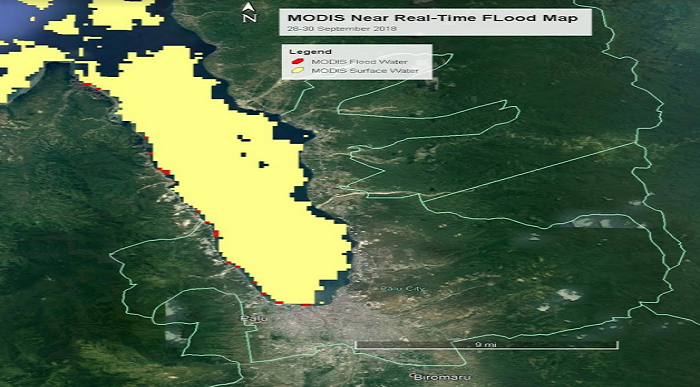 N
MODIS Near Real-Time FLood Map
28-30 September 2018
Legend
MODIS Flood Water
MODIS Surface Water
Palu City
Palu
9 mi
Biromaru